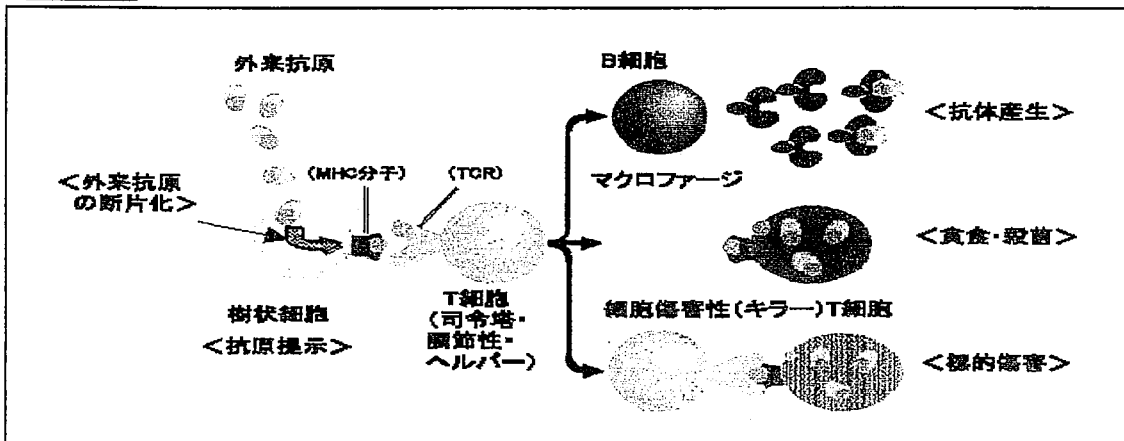 外来抗原
<外来抗原
の断片化>
(MHC分子)
(TCR)
樹状細胞
<抗原提示>
T細胞
(司令塔・
調節性・
ヘルパー)
B細胞
<抗体産生>
マクロファージ
<貪食・殺菌>
細胞傷害性(キラー)T細胞
<標的傷害>